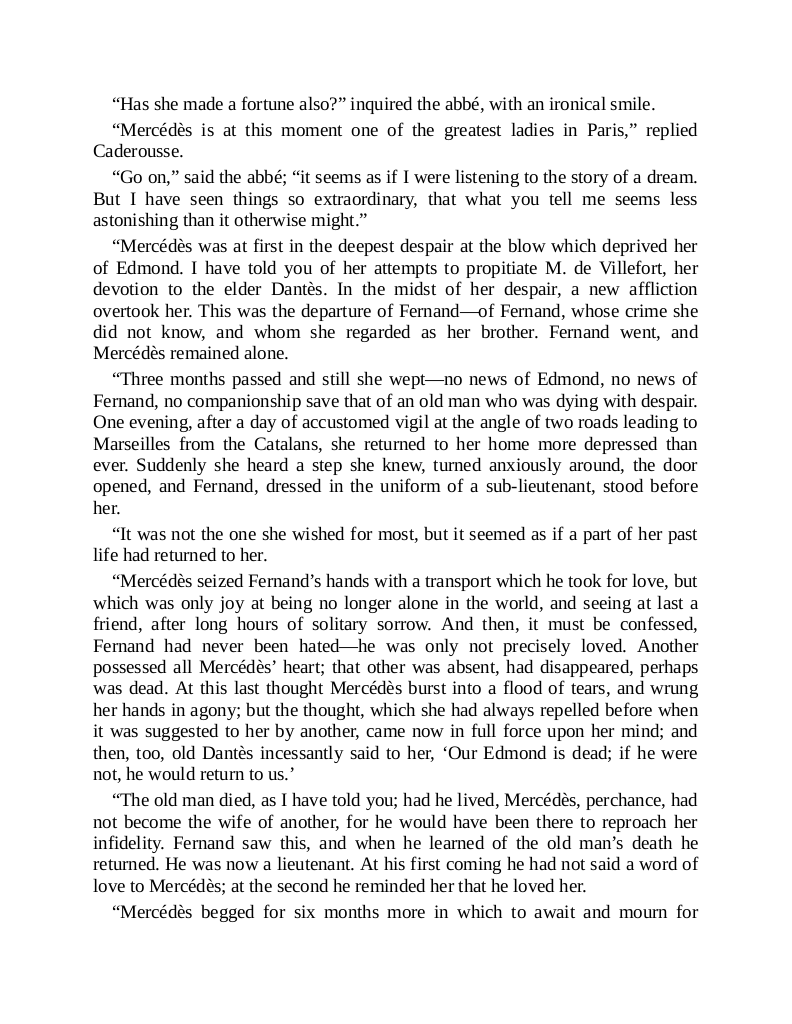 “Has she made a fortune also?” inquired the abbé, with an ironical smile.
“Mercédès is at this moment one of the greatest ladies in Paris,” replied
Caderousse.
“Go on,” said the abbé; “it seems as if I were listening to the story of a dream.
But I have seen things so extraordinary, that what you tell me seems less
astonishing than it otherwise might.”
“Mercédès was at first in the deepest despair at the blow which deprived her
of Edmond. I have told you of her attempts to propitiate M. de Villefort, her
devotion to the elder Dantès. In the midst of her despair, a new affliction
overtook her. This was the departure of Fernand—of Fernand, whose crime she
did not know, and whom she regarded as her brother. Fernand went, and
Mercédès remained alone.
“Three months passed and still she wept—no news of Edmond, no news of
Fernand, no companionship save that of an old man who was dying with despair.
One evening, after a day of accustomed vigil at the angle of two roads leading to
Marseilles from the Catalans, she returned to her home more depressed than
ever. Suddenly she heard a step she knew, turned anxiously around, the door
opened, and Fernand, dressed in the uniform of a sub-lieutenant, stood before
her.
“It was not the one she wished for most, but it seemed as if a part of her past
life had returned to her.
“Mercédès seized Fernand’s hands with a transport which he took for love, but
which was only joy at being no longer alone in the world, and seeing at last a
friend, after long hours of solitary sorrow. And then, it must be confessed,
Fernand had never been hated—he was only not precisely loved. Another
possessed all Mercédès’ heart; that other was absent, had disappeared, perhaps
was dead. At this last thought Mercédès burst into a flood of tears, and wrung
her hands in agony; but the thought, which she had always repelled before when
it was suggested to her by another, came now in full force upon her mind; and
then, too, old Dantès incessantly said to her, ‘Our Edmond is dead; if he were
not, he would return to us.’
“The old man died, as I have told you; had he lived, Mercédès, perchance, had
not become the wife of another, for he would have been there to reproach her
infidelity. Fernand saw this, and when he learned of the old man’s death he
returned. He was now a lieutenant. At his first coming he had not said a word of
love to Mercédès; at the second he reminded her that he loved her.
“Mercédès begged for six months more in which to await and mourn for